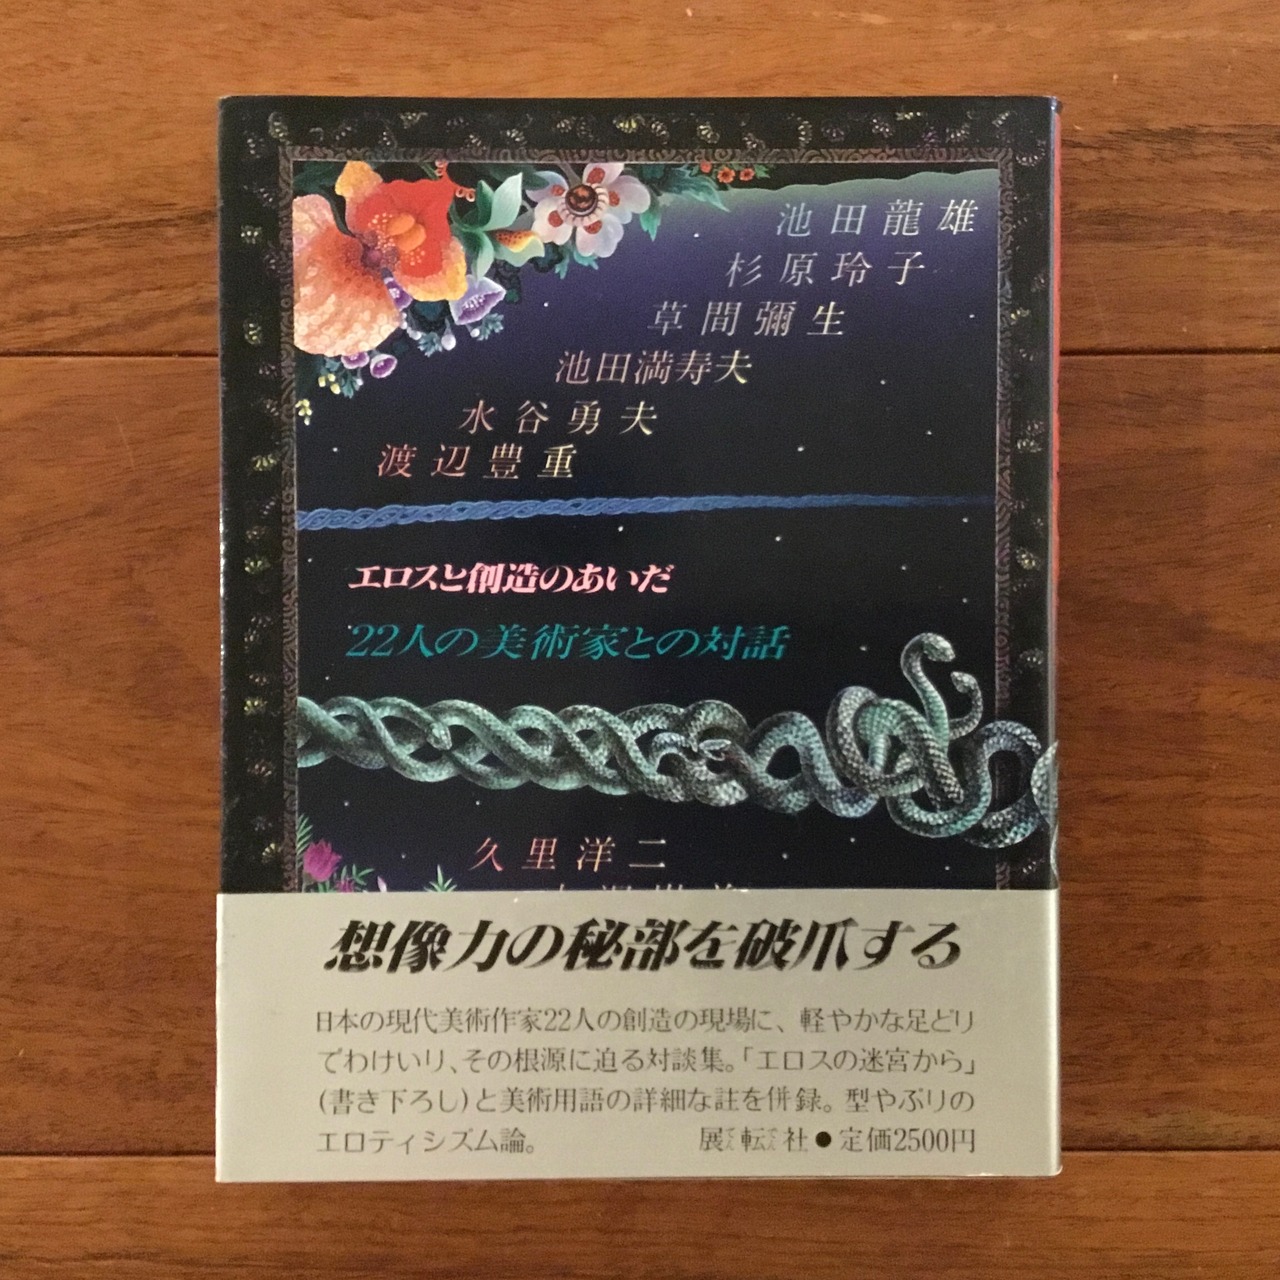 池田龍雄
杉原玲子
草間彌生
池田満寿夫
水谷勇夫
渡辺豊重
エロスと創造のあいだ
22人の美術家との対話
久里洋二
想像力の秘部を破爪する
日本の現代美術作家22人の創造の現場に、軽やかな足どり
でわけいり、その根源に迫る対談集。「エロスの迷宮から」
(書き下ろし)と美術用語の詳細な註を併録。型やぶりの
エロティシズム論。 展転社●定価2500円